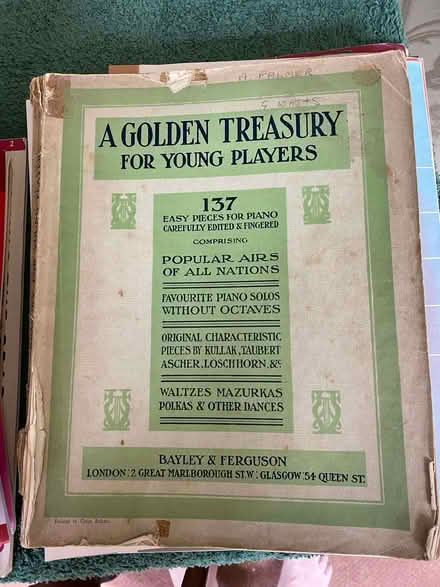 A GOLDEN TREASURY
FOR YOUNG PLAYERS
137
EASY PIECES FOR PIANO
CAREFULLY EDITED & FINGERED
COMPRISING
POPULAR AIRS
OF ALL NATIONS
FAVOURITE PIANO SOLOS
WITHOUT OCTAVES
ORIGINAL CHARACTERISTIC
PIECES BY KULLAK, TAUBERT
ASCHER, LOSCHHORN, &c
WALTZES MAZURKAS
POLKAS & OTHER DANCES
BAYLEY & FERGUSON
LONDON: 2 GREAT MARLBOROUGH ST. W: GLASGOW: 54 QUEEN ST.
2